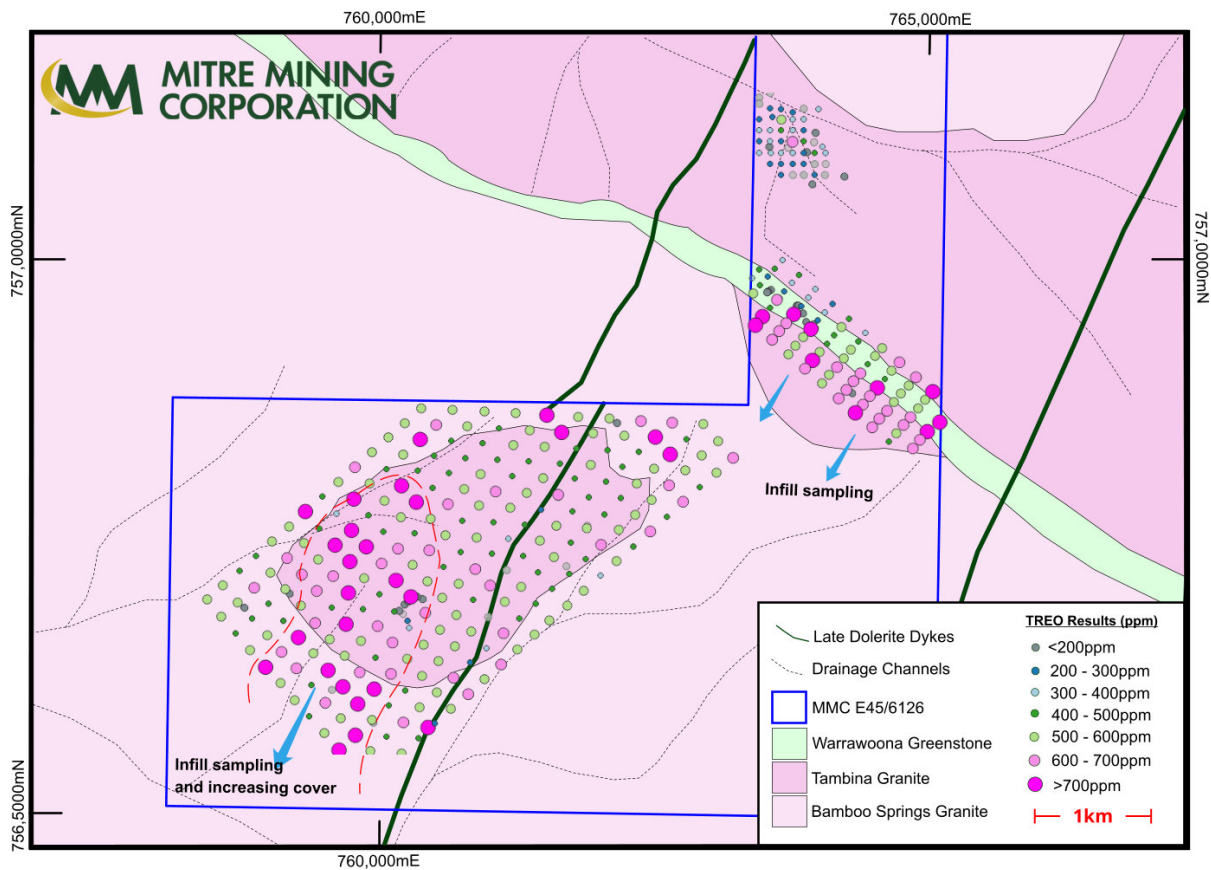 760,000mE
765,000mE
MITRE MINING
CORPORATION
757,0000mN
757,0000mN
Infill sampling
Infill sampling
and increasing cover
756,5000mN
760,000mE
Late Dolerite Dykes
Drainage Channels
MMC E45/6126
Warrawoona Greenstone
Tambina Granite
Bamboo Springs Granite
TREO Results (ppm)
<200ppm
200 - 300ppm
300 - 400ppm
400 - 500ppm
500 - 600ppm
600 - 700ppm
>700ppm
1km